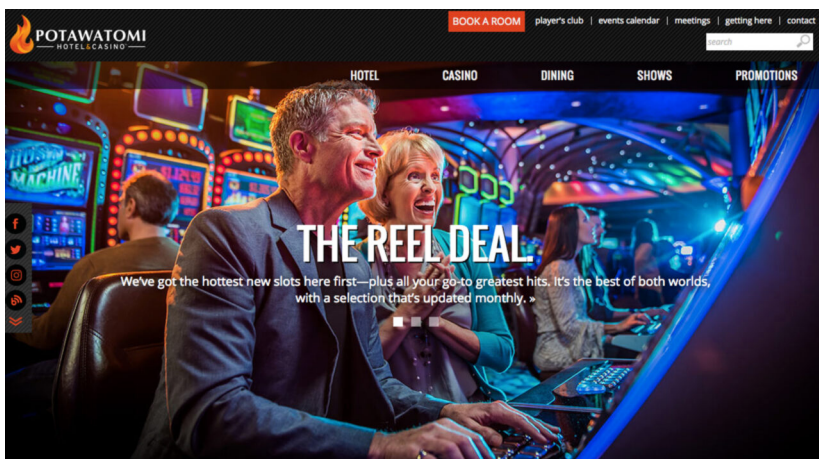 POTAWATOMI
HOTEL&CASINO
BOOK A ROOM
player's club | events calendar | meetings | getting here | contact
search
HOTEL
CASINO
DINING
SHOWS
PROMOTIONS
MACHINE
THE REEL DEAL.
We've got the hottest new slots here first—plus all your go-to greatest hits. It's the best of both worlds,
with a selection that's updated monthly. »